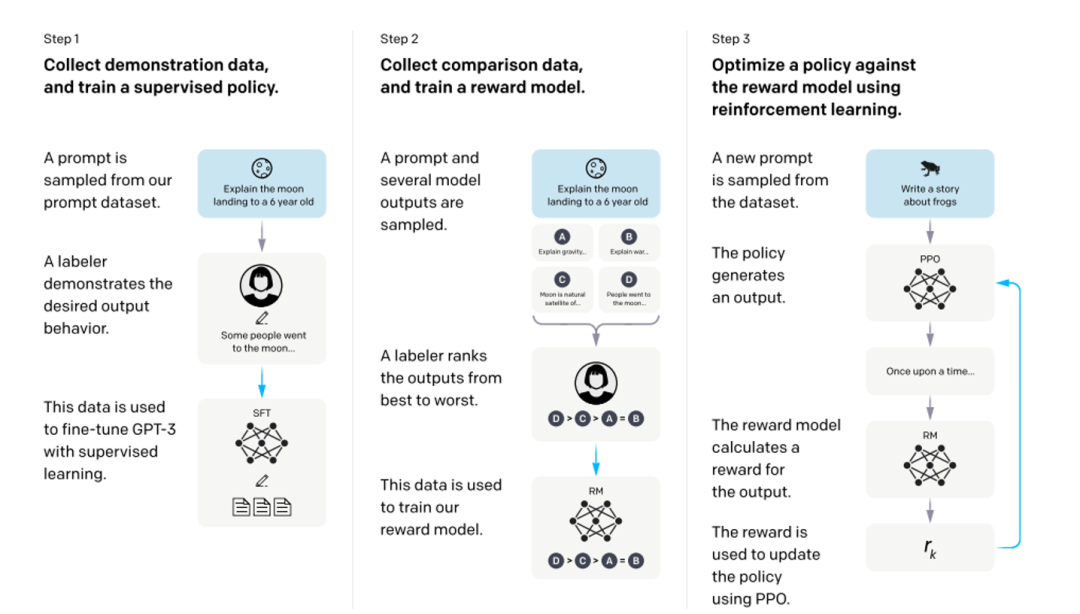 Step 1
Collect demonstration data,
and train a supervised policy.
A prompt is
sampled from our
prompt dataset.
Explain the moon
landing to a 6 year old
A labeler
demonstrates the
desired output
behavior.
Some people went
to the moon...
This data is used
to fine-tune GPT-3
with supervised
learning.
SFT
Step 2
Collect comparison data,
and train a reward model.
A prompt and
several model
outputs are
sampled.
Explain the moon
landing to a 6 year old
A
Explain gravity...
B
Explain war...
C
Moon is natural
satellite of...
D
People went to
the moon...
A labeler ranks
the outputs from
best to worst.
D > C > A = B
This data is used
to train our
reward model.
RM
D > C > A = B
Step 3
Optimize a policy against
the reward model using
reinforcement learning.
A new prompt
is sampled from
the dataset.
Write a story
about frogs
The policy
generates
an output.
PPO
Once upon a time...
The reward model
calculates a
reward for
the output.
RM
The reward is
used to update
the policy
using PPO.
rk